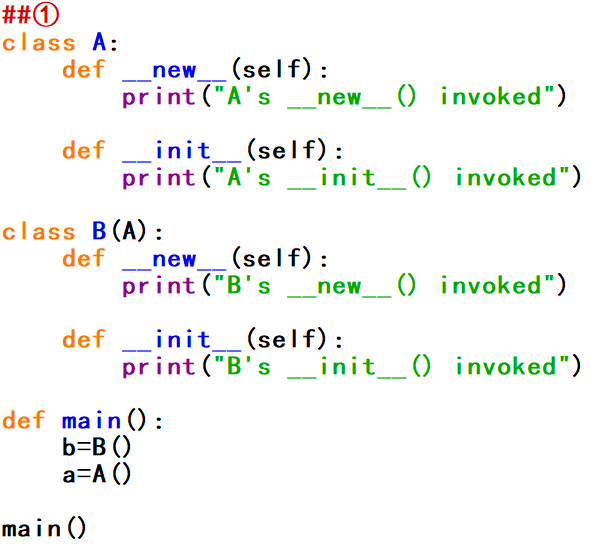 ##①
class A:
    def __new__(self):
        print("A's __new__() invoked")

    def __init__(self):
        print("A's __init__() invoked")

class B(A):
    def __new__(self):
        print("B's __new__() invoked")

    def __init__(self):
        print("B's __init__() invoked")

def main():
    b=B()
    a=A()

main()